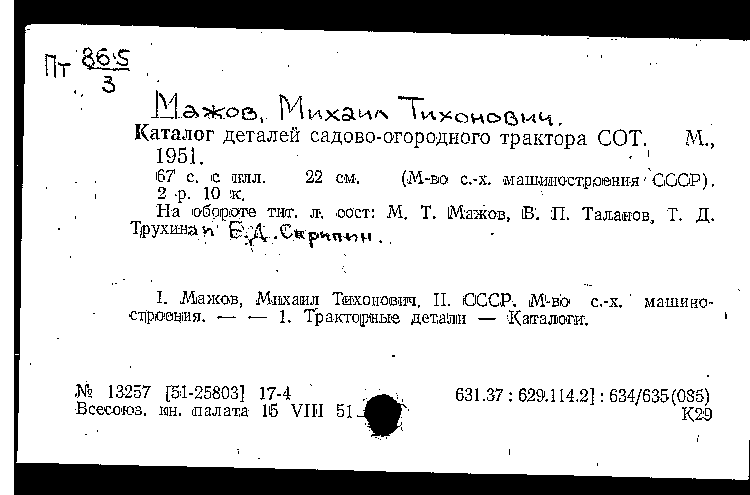 Пт 86·5
3
Мажов, Михаил Тихонович.
Каталог деталей садово-огородного трактора СОТ. М.,
1951.
67 с. с илл. 22 см. (М-во с.-х. машиностроения СССР).
2 р. 10 к.
На обороте тит. л. сост: М. Т. Мажов, В. П. Таланов, Т. Д.
Трухина и Е.Д. Скрипин.
I. Мажов, Михаил Тихонович. II. СССР. М-во с.-х. машино-
строения. — — 1. Тракторные детали — Каталоги.
№ 13257 [51-25803] 17-4 631.37 : 629.114.2] : 634/635(085)
Всесоюз. кн. палата 15 VIII 51 К29